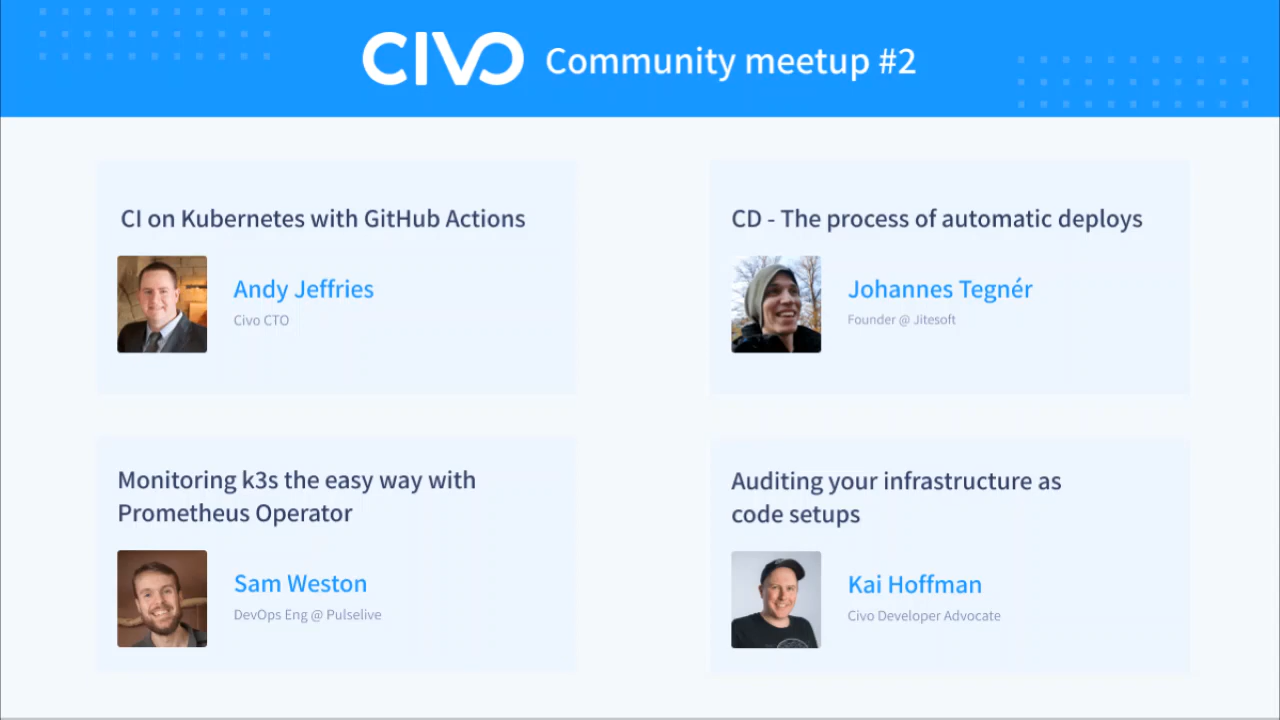 CIVO Community meetup #2
CI on Kubernetes with GitHub Actions
Andy Jeffries
Civo CTO
CD - The process of automatic deploys
Johannes Tegnér
Founder @ Jitesoft
Monitoring k3s the easy way with
Prometheus Operator
Sam Weston
DevOps Eng @ Pulselive
Auditing your infrastructure as
code setups
Kai Hoffman
Civo Developer Advocate